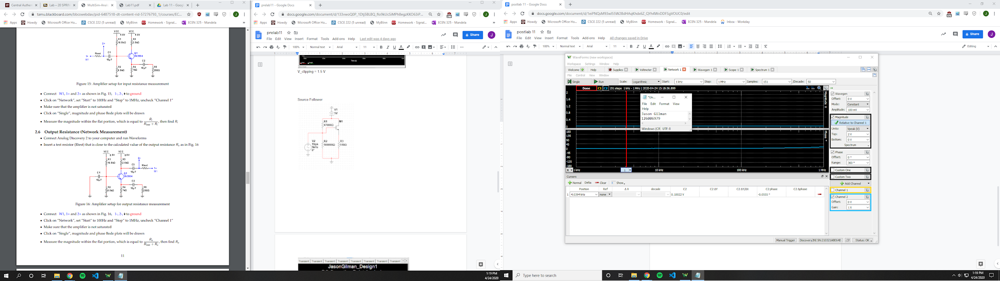 Central Authen
Lab – 20 SPRIN
MultiSim-Anal
Lab11.pdf
Lab 11 - Googl
tamu.blackboard.com/bbcswebdav/pid-6487518-dt-content-rid-57276793_1/courses/EC...
Apps
Howdy
Microsoft Office Ho...
CSCE 222 (5 unread)
MyBlinn
Homework - Signal...
ECEN 325 - Mandela
VCC
VCC
5.0V
5.0V
R1
16.5kΩ
R3
2.5kΩ
2+
Rtest
C1
10μF
Q1
2N3904
1+
W1
C2
10μF
R2
8.5kΩ
R4
1kΩ
R5
250Ω
Figure 15: Amplifier setup for input resistance measurement
• Connect W1, 1+ and 2+ as shown in Fig. 15, 1-, 2-, ↓ to ground
• Click on "Network", set "Start" to 100Hz and "Stop" to 1MHz, uncheck "Channel 1"
• Make sure that the amplifier is not saturated
• Click on "Single", magnitude and phase Bode plots will be drawn
• Measure the magnitude within the flat portion, which is equal to Ri / (Rtest + Ri), then find Ri
2.6 Output Resistance (Network Measurement)
• Connect Analog Discovery 2 to your computer and run Waveforms
• Insert a test resistor (Rtest) that is close to the calculated value of the output resistance Ro as in Fig. 16
VCC
VCC
5.0V
5.0V
R1
16.5kΩ
R3
2.5kΩ
2+
C3
10μF
Rtest
1+
W1
C1
10μF
Q1
2N3904
C2
10μF
R2
8.5kΩ
R4
1kΩ
R5
250Ω
Figure 16: Amplifier setup for output resistance measurement
• Connect W1, 1+ and 2+ as shown in Fig. 16, 1-, 2-, ↓ to ground
• Click on "Network", set "Start" to 100Hz and "Stop" to 1MHz, uncheck "Channel 1"
• Make sure that the amplifier is not saturated
• Click on "Single", magnitude and phase Bode plots will be drawn
• Measure the magnitude within the flat portion, which is equal to Ro / (Rtest + Ro), then find Ro
11
prelab11 - Google Docs
docs.google.com/document/d/133vwoQ0P_1Dtj5BLBQ_flo9kUcSiMPh8egzKKO63iP...
280
Apps
Howdy
Microsoft Office Ho...
CSCE 222 (5 unread)
MyBlinn
Homework - Signal...
ECEN 325 - Mandela
prelab11
File Edit View Insert Format Tools Add-ons Help Last edit was 4 days ago
Share
J
100% Normal text Arial 11
Time (s)
V_clipping = 1.5 V
Source Follower
V1
5V
R1
47000Ω
M1
V2
1Vpk
1kHz
0°
R2
100000Ω
R3
510Ω
Transient Transient Transient Transient Transient Transient Transient Transient
JasonGilman_Design1
1:19 PM
4/24/2020
postlab 11 - Google Docs
docs.google.com/document/d/1eiPNQsM93wI55W2BdHAqKhdx6Z_QYh4WvDDFSgVOUC0/edit
476
Apps
Howdy
Microsoft Office Ho...
CSCE 222 (5 unread)
MyBlinn
Homework - Signal...
ECEN 325 - Mandela
Inbox - Workday
postlab 11
File Edit View Insert Format Tools Add-ons Help All changes saved in Drive
Share
J
100% Normal text Arial 11
Editing
WaveForms (new workspace)
Workspace Settings Window Help
Welcome Help Supplies Voltmeter Network 1 Wavegen 1 Scope 1 Spectrum 1
File Control View Window
Single Run Scale: Logarithmic Start: 1 kHz Stop: 1 MHz Samples: 151 /Decade: 50
Done C1 C2 151 steps 1 kHz - 1 MHz | 2020-04-24 13:18:36.899
2
1.6
1.2
0.8
0.4
0
Magnitude V
180
135
90
45
0
-45
-90
-135
-180
Phase °
X 1 kHz 1 10 kHz 100 kHz 1 MHz
"Un...
File Edit Format View
Help
Jason Gilman
126006979
Windows (CR UTF-8
Wavegen
Offset: 0 V
Mode: Constant
Amplitude: 100 mV
Magnitude
Relative to Channel 1
Units: Vpeak (V)
Top: 2 V
Bottom: 0 V
Spectrum
Phase
Offset: 0 °
Range: 360 °
Custom One
Custom Two
Add Channel
Channel 1
Channel 2
Offset: 0 V
Gain: 1 X
Cursors
Normal Delta Clear Show
Position Ref Δ X decade C2 C2 ΔY C2 ΔY/ΔX C2 phase C2 Δphase
1 4.0394 kHz none 0.10022 V -0.0555 °
Manual Trigger Discovery2NI SN:210321ABE64D Status: OK
Type here to search
1:19 PM
4/24/2020